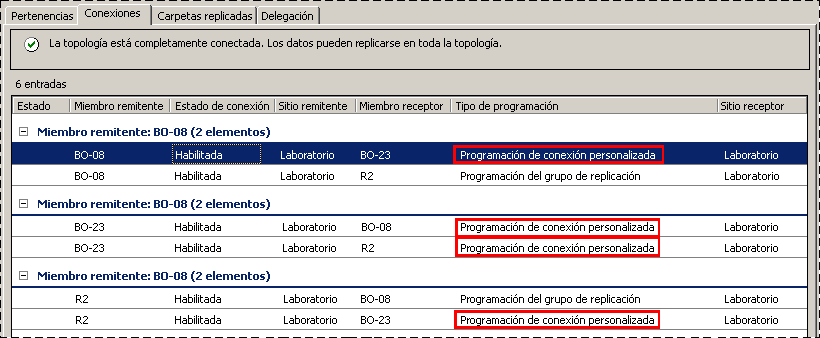 Pertenencias Conexiones Carpetas replicadas Delegación
La topología está completamente conectada. Los datos pueden replicarse en toda la topología.
6 entradas
Estado Miembro remitente Estado de conexión Sitio remitente Miembro receptor Tipo de programación Sitio receptor
Miembro remitente: BO-08 (2 elementos)
BO-08 Habilitada Laboratorio BO-23 Programación de conexión personalizada Laboratorio
BO-08 Habilitada Laboratorio R2 Programación del grupo de replicación Laboratorio
Miembro remitente: BO-08 (2 elementos)
BO-23 Habilitada Laboratorio BO-08 Programación de conexión personalizada Laboratorio
BO-23 Habilitada Laboratorio R2 Programación de conexión personalizada Laboratorio
Miembro remitente: BO-08 (2 elementos)
R2 Habilitada Laboratorio BO-08 Programación del grupo de replicación Laboratorio
R2 Habilitada Laboratorio BO-23 Programación de conexión personalizada Laboratorio